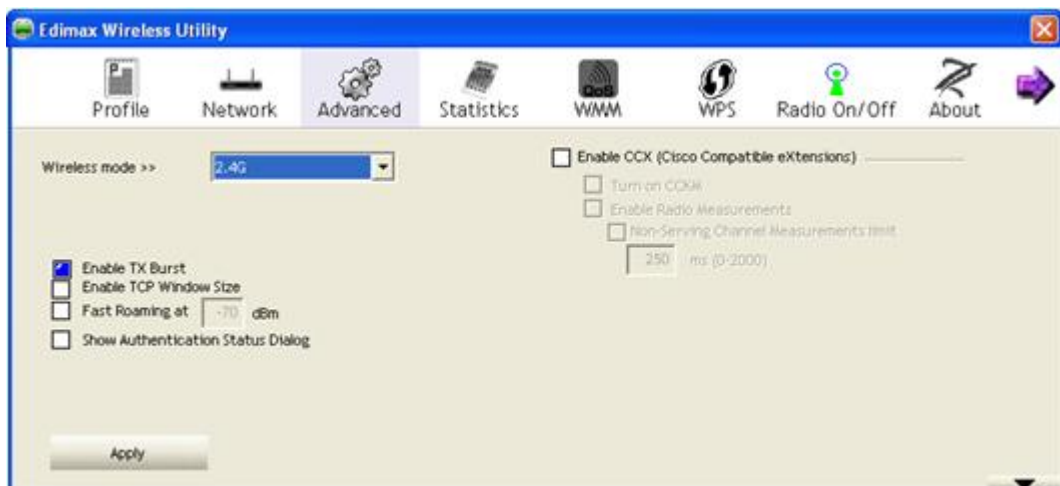 Edimax Wireless Utility
P
QoS
Profile Network Advanced Statistics WMM WPS Radio On/Off About
Wireless mode >> 2.4G
Enable TX Burst
Enable TCP Window Size
Fast Roaming at -70 dBm
Show Authentication Status Dialog
Apply
Enable CCX (Cisco Compatible eXtensions)
Turn on CCKM
Enable Radio Measurements
Non-Serving Channel Measurements limit
250 ms (0-2000)